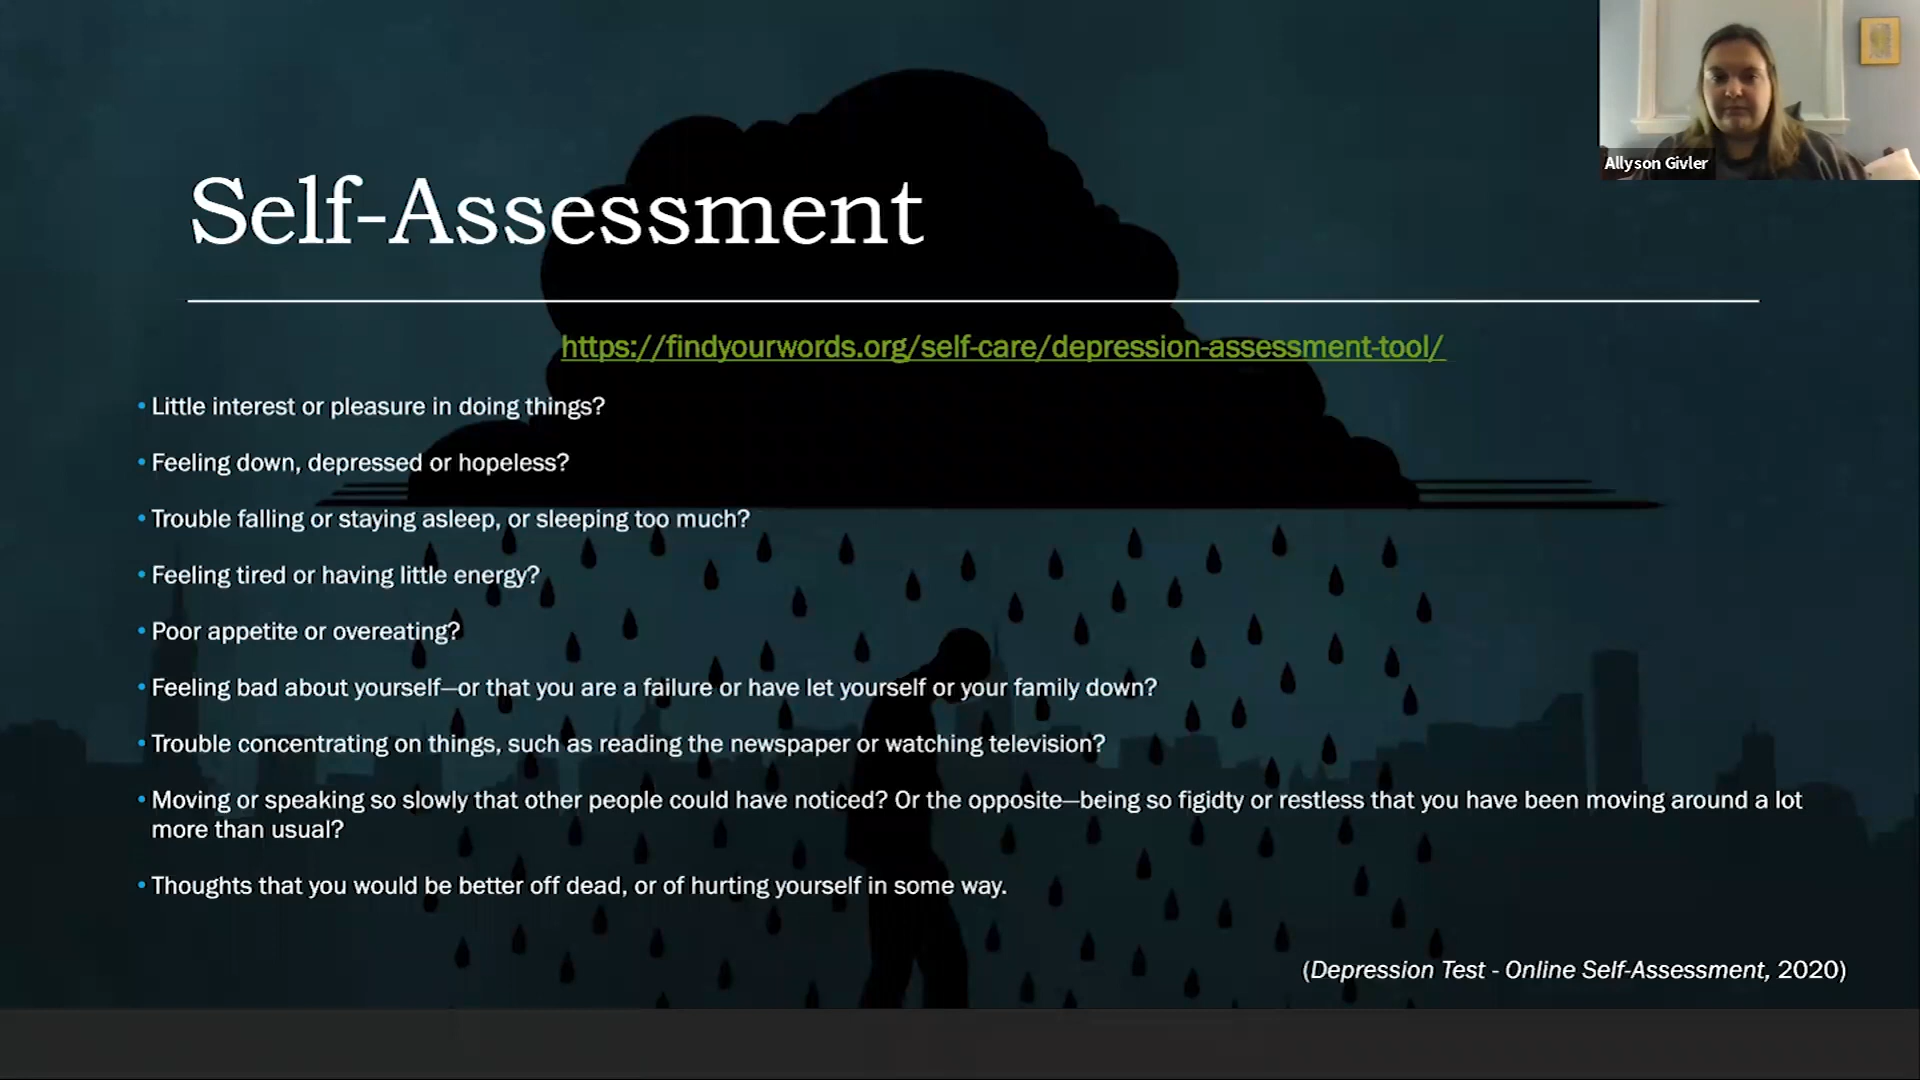 Allyson Givler
Self-Assessment
https://findyourwords.org/self-care/depression-assessment-tool/
• Little interest or pleasure in doing things?
• Feeling down, depressed or hopeless?
• Trouble falling or staying asleep, or sleeping too much?
• Feeling tired or having little energy?
• Poor appetite or overeating?
• Feeling bad about yourself—or that you are a failure or have let yourself or your family down?
• Trouble concentrating on things, such as reading the newspaper or watching television?
• Moving or speaking so slowly that other people could have noticed? Or the opposite—being so figidty or restless that you have been moving around a lot
more than usual?
• Thoughts that you would be better off dead, or of hurting yourself in some way.
(Depression Test - Online Self-Assessment, 2020)